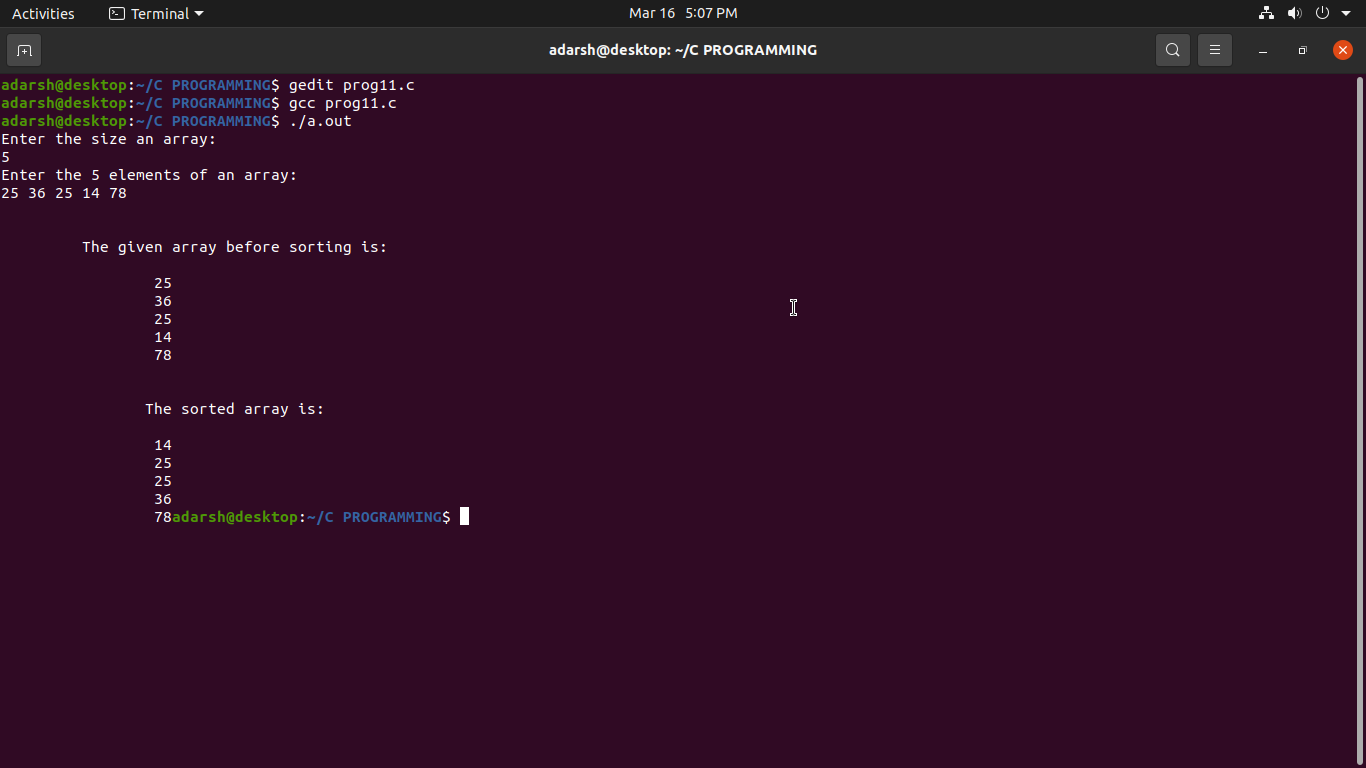 Activities Terminal Mar 16 5:07 PM
adarsh@desktop: ~/C PROGRAMMING
adarsh@desktop:~/C PROGRAMMING$ gedit prog11.c
adarsh@desktop:~/C PROGRAMMING$ gcc prog11.c
adarsh@desktop:~/C PROGRAMMING$ ./a.out
Enter the size an array:
5
Enter the 5 elements of an array:
25 36 25 14 78
The given array before sorting is:
25
36
25
14
78
The sorted array is:
14
25
25
36
78adarsh@desktop:~/C PROGRAMMING$